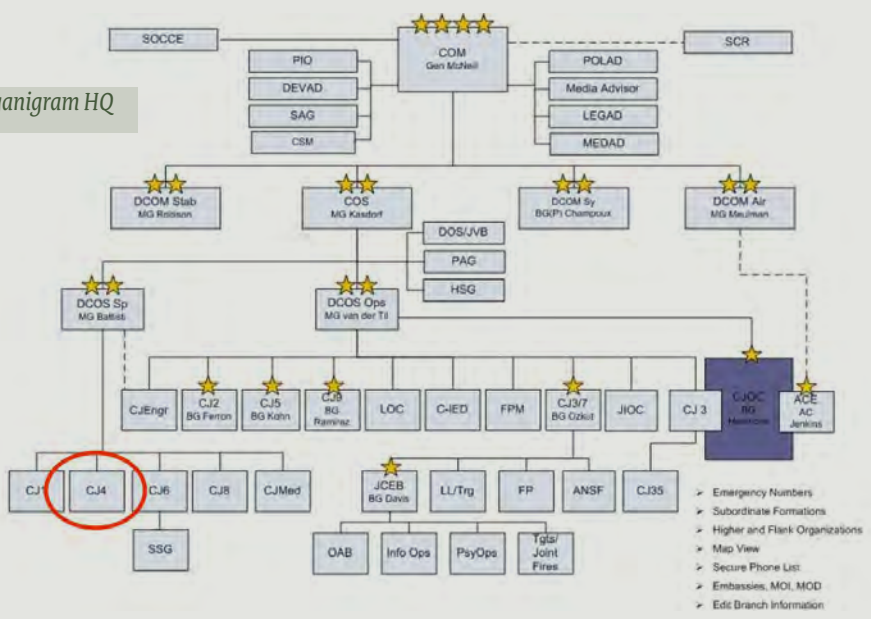 SOCCE
COM
Gen McNeill
SCR
PIO
DEVAD
SAG
CSM
POLAD
Media Advisor
LEGAD
MEDAD
anigram HQ
DCOM Stab
MG
COS
MG Kasdorf
DCOM Sy
BG(P) Champoux
DCOM Air
MG Meulman
DOS/JVB
PAG
HSG
DCOS Sp
MG
DCOS Ops
MG van der Til
CJEngr
CJ2
BG Ferron
CJ5
BG Kohn
CJ9
BG
Ramirez
LOC
C-IED
FPM
CJ3/7
BG Ozkurt
JIOC
CJ 3
CJOC
BG
ACE
AC
Jenkins
CJ1
CJ4
CJ6
CJ8
CJMed
JCEB
BG Davis
LL/Trg
FP
ANSF
CJ35
SSG
OAB
Info Ops
PsyOps
Tgts/
Joint
Fires
➢ Emergency Numbers
➢ Subordinate Formations
➢ Higher and Flank Organizations
➢ Map View
➢ Secure Phone List
➢ Embassies, MOI, MOD
➢ Edit Branch Information